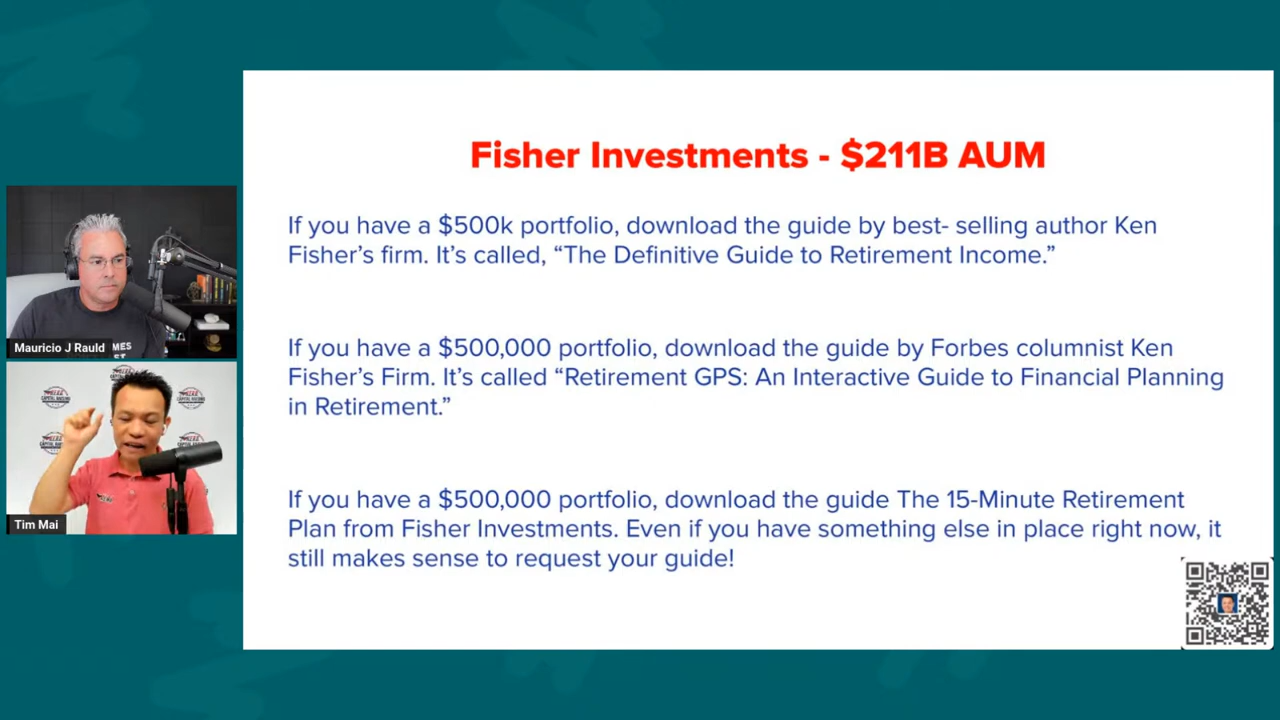 Fisher Investments - $211B AUM
If you have a $500k portfolio, download the guide by best- selling author Ken
Fisher’s firm. It’s called, “The Definitive Guide to Retirement Income.”
If you have a $500,000 portfolio, download the guide by Forbes columnist Ken
Fisher’s Firm. It’s called “Retirement GPS: An Interactive Guide to Financial Planning
in Retirement.”
If you have a $500,000 portfolio, download the guide The 15-Minute Retirement
Plan from Fisher Investments. Even if you have something else in place right now, it
still makes sense to request your guide!
Mauricio J Rauld
Tim Mai
CAPITAL RAISING